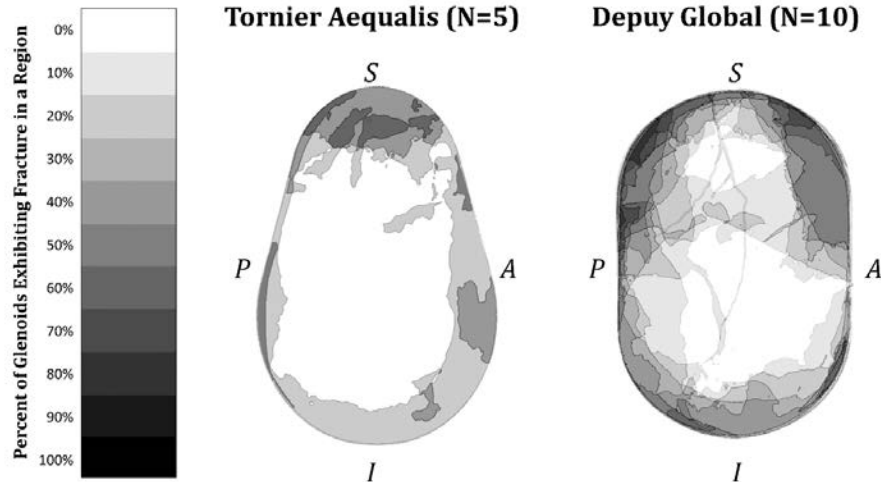 Percent of Glenoids Exhibiting Fracture in a Region
0%
10%
20%
30%
40%
50%
60%
70%
80%
90%
100%
Tornier Aequalis (N=5)
S
P
A
I
Depuy Global (N=10)
S
P
A
I